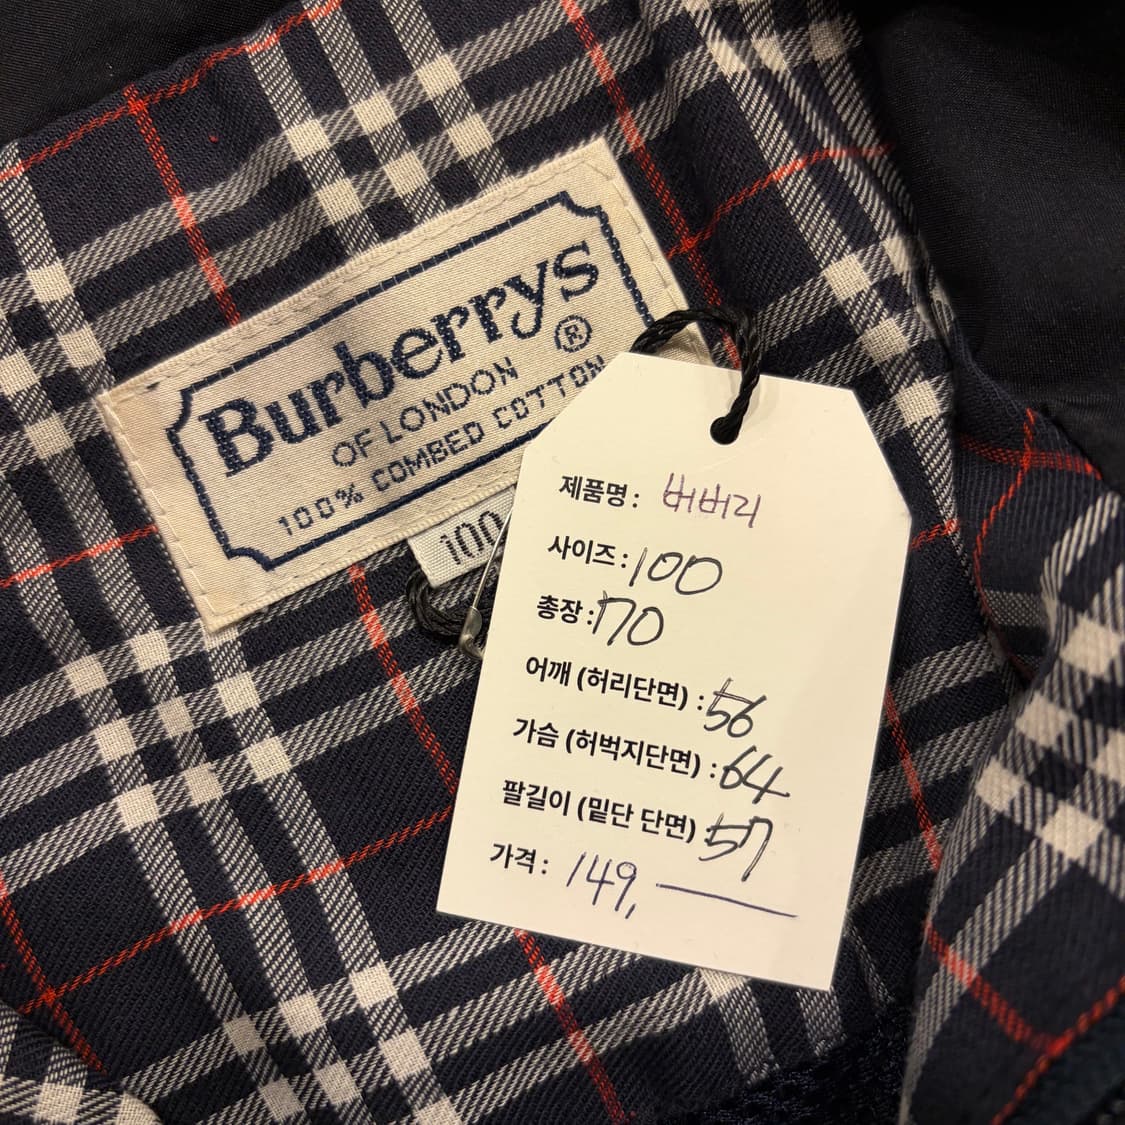 Burberrys
®
OF LONDON
100% COMBED COTTON
100
제품명: 버버리
사이즈: 100
총장: 70
어깨 (허리단면) : 56
가슴 (허벅지단면) : 64
팔길이 (밑단 단면) 57
가격: 149,